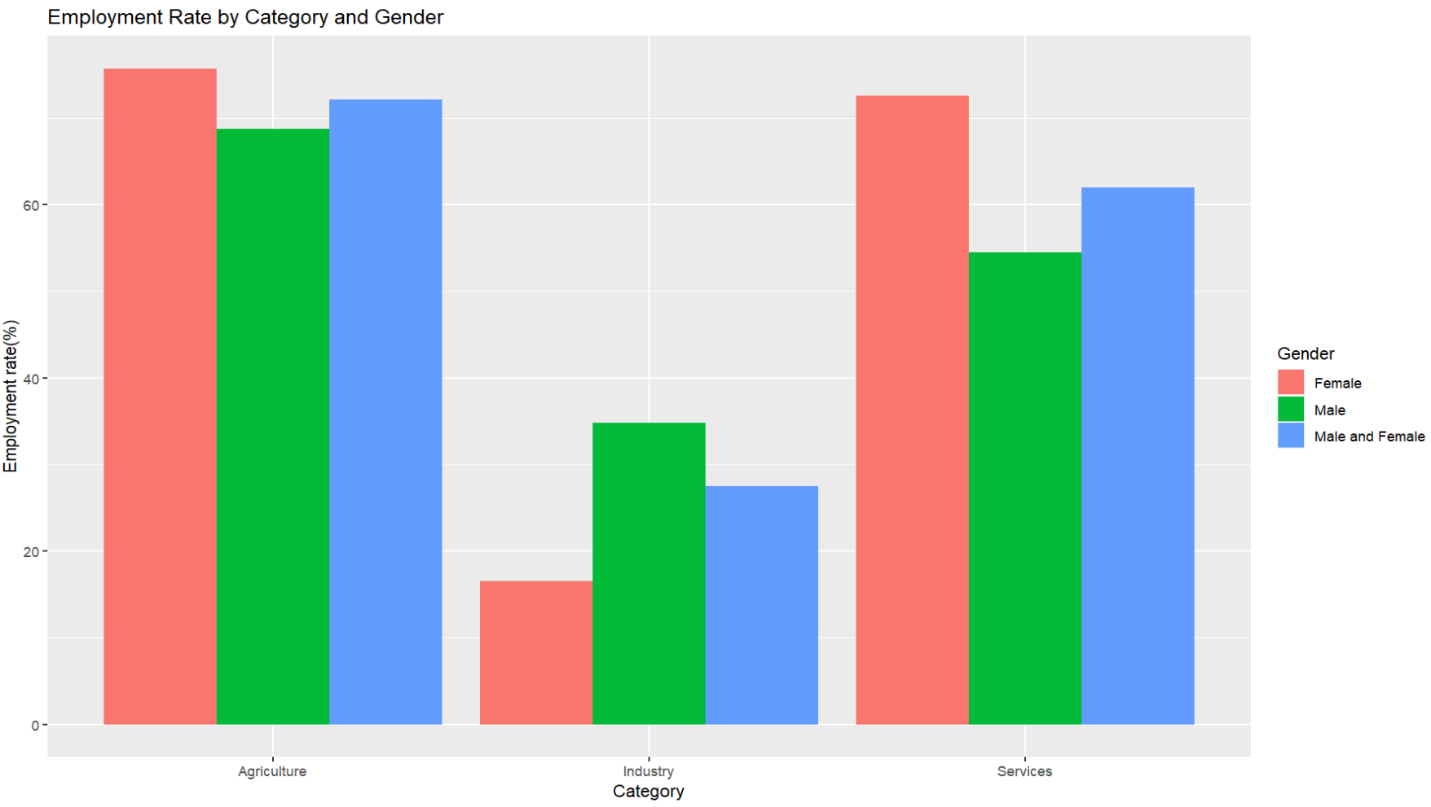 Employment Rate by Category and Gender
Employment rate(%)
60
40
20
0
Agriculture
Industry
Services
Category
Gender
Female
Male
Male and Female